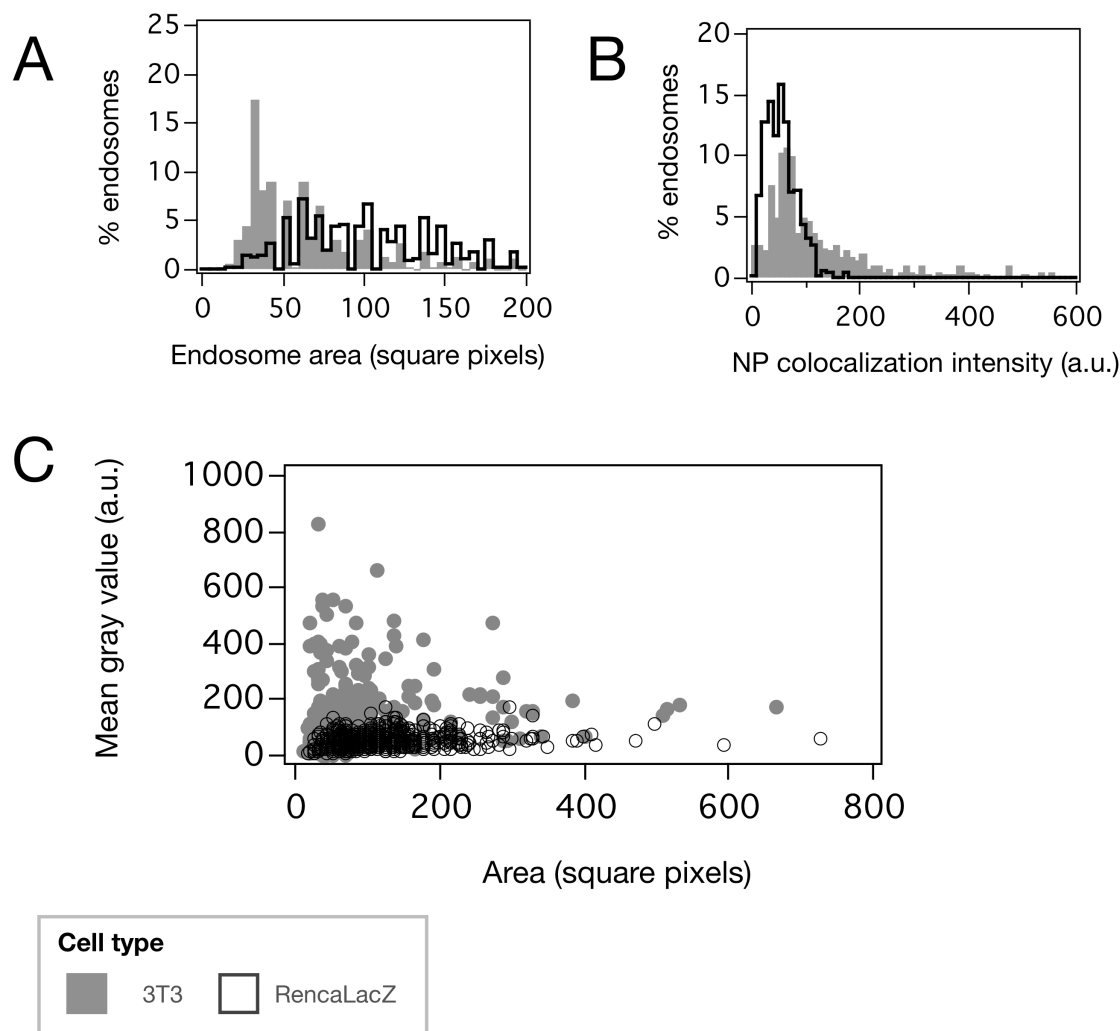 A
% endosomes
25
20
15
10
5
0
0 50 100 150 200
Endosome area (square pixels)
B
% endosomes
20
15
10
5
0
0 200 400 600
NP colocalization intensity (a.u.)
C
Mean gray value (a.u.)
1000
800
600
400
200
0
0 200 400 600 800
Area (square pixels)
Cell type
3T3 RencaLacZ